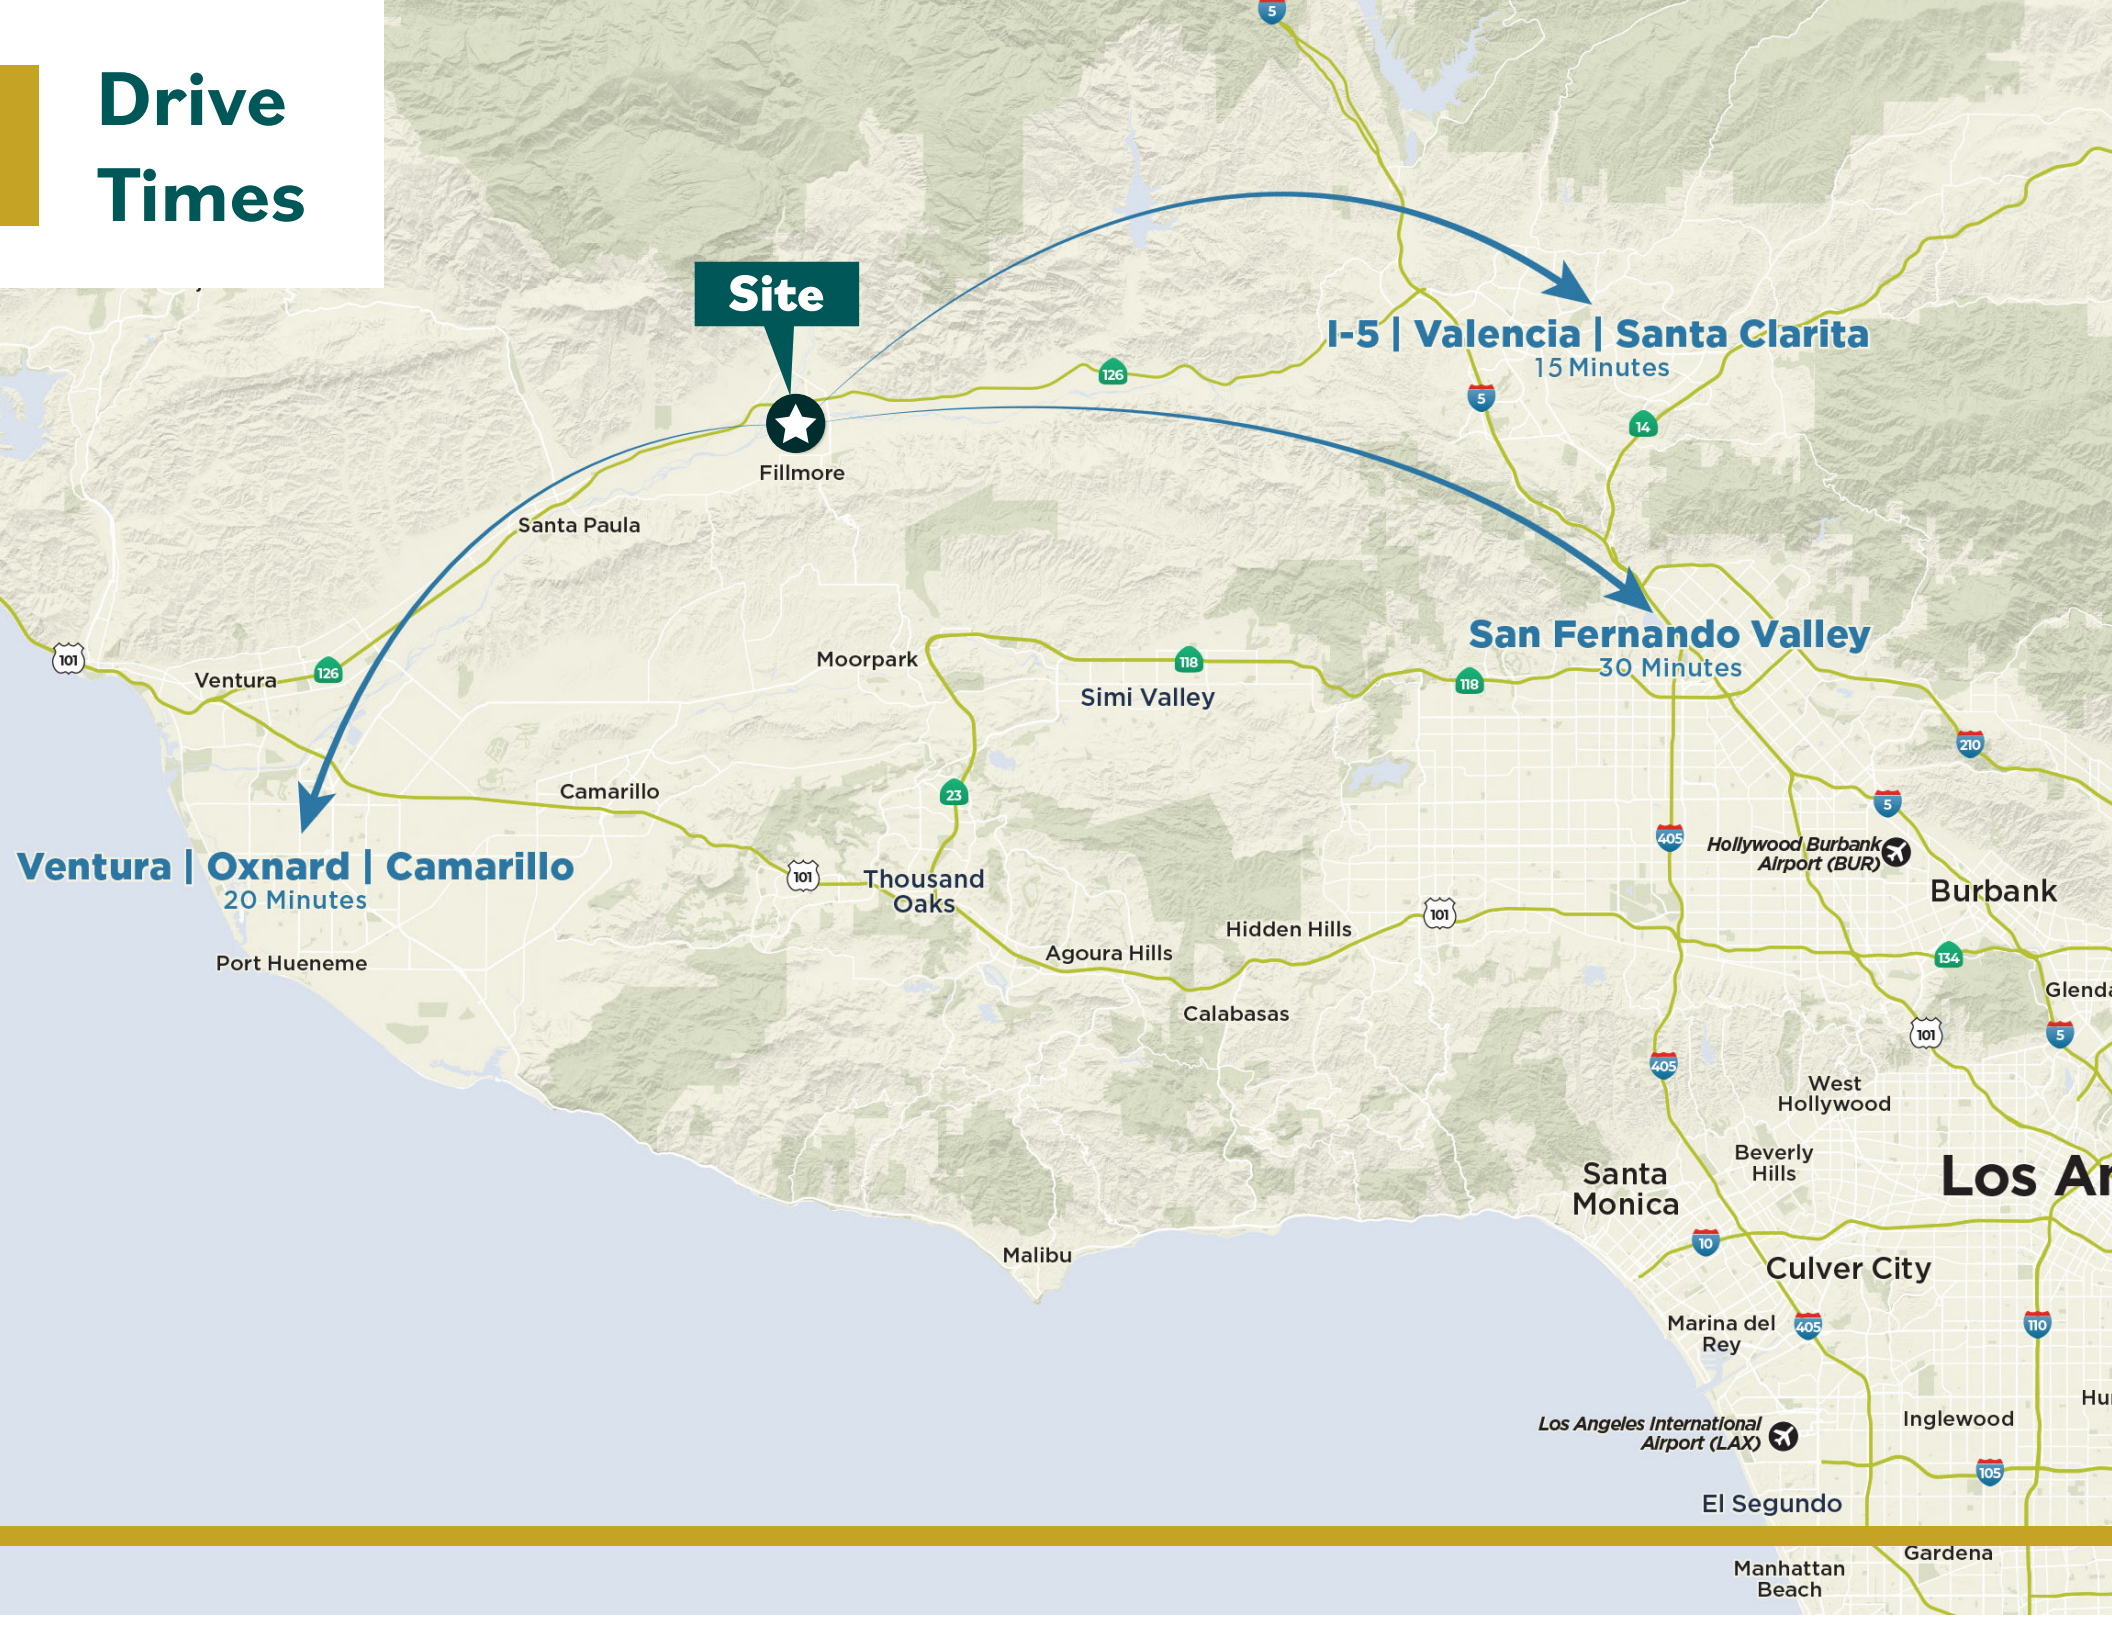 Drive
Times
5
Site
I-5 | Valencia | Santa Clarita
15 Minutes
126
5
14
Fillmore
Santa Paula
San Fernando Valley
30 Minutes
101
Ventura
126
Moorpark
118
118
Simi Valley
210
Camarillo
23
5
405
Hollywood Burbank
Airport (BUR)
Ventura | Oxnard | Camarillo
20 Minutes
101
Thousand
Oaks
Burbank
101
Hidden Hills
Agoura Hills
Port Hueneme
134
Calabasas
Glenda
101
5
405
West
Hollywood
Beverly
Hills
Santa
Monica
Los An
Malibu
10
Culver City
Marina del
Rey
405
110
Hu
Los Angeles International
Airport (LAX)
Inglewood
105
El Segundo
Gardena
Manhattan
Beach